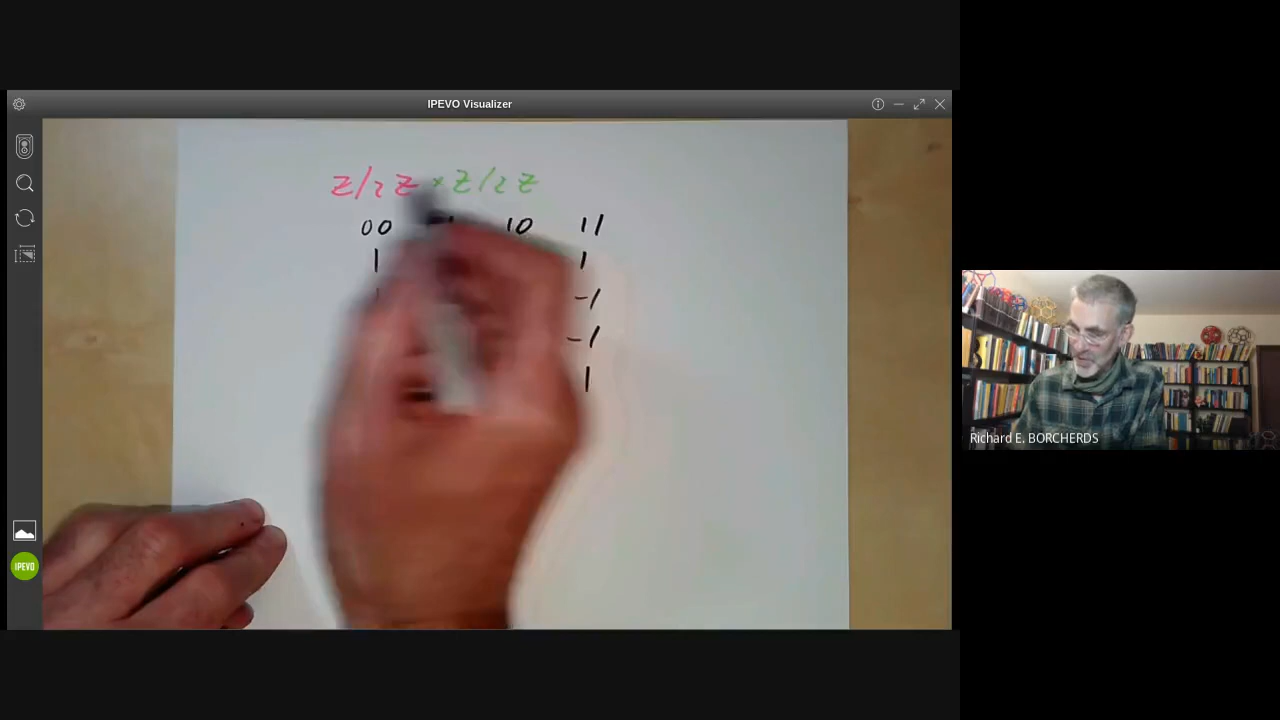 IPEVO Visualizer
Z/2Z × Z/2Z
00 10 11
1 1
-1
-1
1
IPEVO
Richard E. BORCHERDS